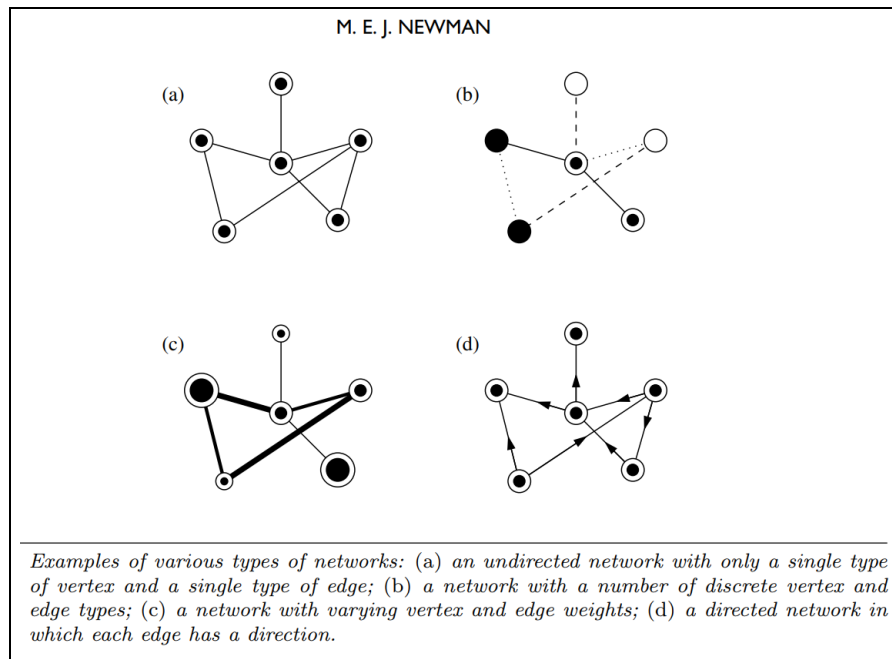 M. E. J. NEWMAN
(a)
(b)
(c)
(d)
Examples of various types of networks: (a) an undirected network with only a single type
of vertex and a single type of edge; (b) a network with a number of discrete vertex and
edge types; (c) a network with varying vertex and edge weights; (d) a directed network in
which each edge has a direction.